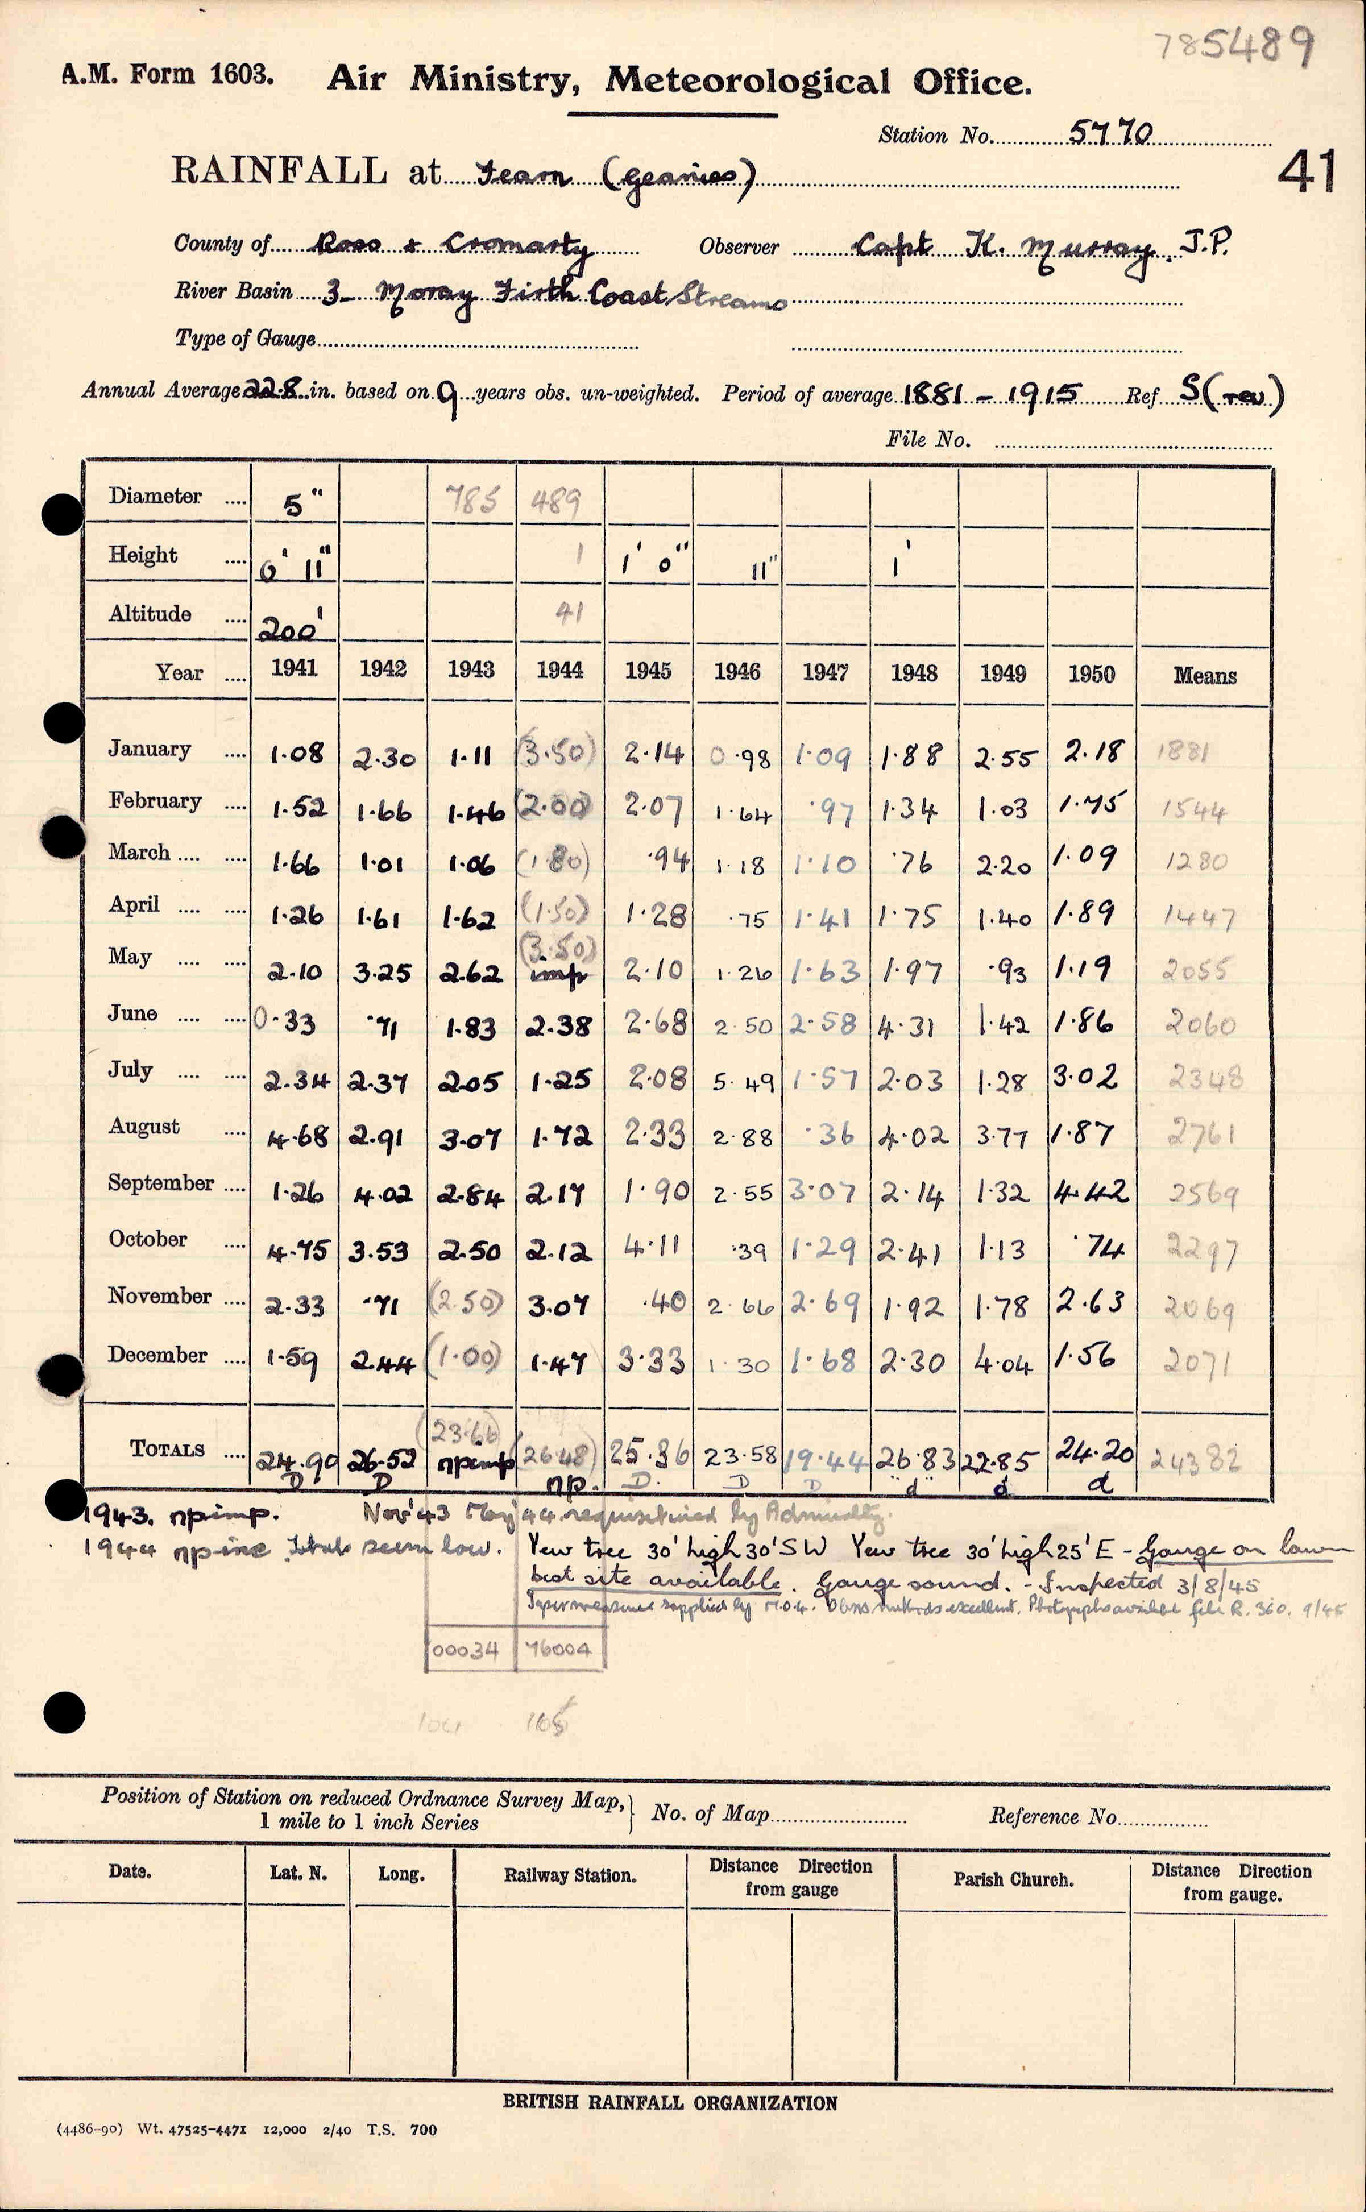 785489
A.M. Form 1603. Air Ministry, Meteorological Office.
Station No. 5770
41
RAINFALL at Fearn (Geanies)
County of Ross & Cromarty Observer Capt K. Murray, J.P.
River Basin 3- Moray Firth Coast Streams
Type of Gauge
Annual Average 22.8 in. based on 9 years obs. un-weighted. Period of average 1881 - 1915 Ref. S (rev)
File No.
Diameter .... 5" 785 489
Height .... 0' 11" 1 1' 0" 11" 1'
Altitude .... 200' 41
Year .... 1941 1942 1943 1944 1945 1946 1947 1948 1949 1950 Means
January .... 1.08 2.30 1.11 (3.50) 2.14 0.98 1.09 1.88 2.55 2.18 1881
February .... 1.52 1.66 1.46 (2.00) 2.07 1.64 .97 1.34 1.03 1.75 1544
March .... .... 1.66 1.01 1.06 (1.80) .94 1.18 1.10 .76 2.20 1.09 1280
April .... .... 1.26 1.61 1.62 (1.50) 1.28 .75 1.41 1.75 1.40 1.89 1447
(3.50)
May .... .... 2.10 3.25 2.62 imp 2.10 1.26 1.63 1.97 .93 1.19 2055
June .... .... 0.33 .71 1.83 2.38 2.68 2.50 2.58 4.31 1.42 1.86 2060
July .... .... 2.34 2.37 2.05 1.25 2.08 5.49 1.57 2.03 1.28 3.02 2348
August .... 4.68 2.91 3.07 1.72 2.33 2.88 .36 4.02 3.77 1.87 2761
September .... 1.26 4.02 2.84 2.17 1.90 2.55 3.07 2.14 1.32 4.42 2569
October .... 4.75 3.53 2.50 2.12 4.11 .39 1.29 2.41 1.13 .74 2297
November .... 2.33 .71 (2.50) 3.07 .40 2.66 2.69 1.92 1.78 2.63 2069
December .... 1.59 2.44 (1.00) 1.47 3.33 1.30 1.68 2.30 4.04 1.56 2071
(23.66)
TOTALS .... 24.90 26.52 npimp (26.48) 25.36 23.58 19.44 26.83 22.85 24.20 24382
D D np. D. D D "d" d d
1943. npimp. Nov '43 May '44 requisitioned by Admiralty.
1944 np inc Totals seem low. Yew tree 30' high 30' SW Yew tree 30' high 25' E - Gauge on lawn
best site available. Gauge sound. - Inspected 3/8/45
supplied by M.O. Obns methods excellent. Photographs available file R. 360. 9/45
00034 76004
105
Position of Station on reduced Ordnance Survey Map,
1 mile to 1 inch Series } No. of Map Reference No.
Date. Lat. N. Long. Railway Station. Distance Direction from gauge Parish Church. Distance Direction from gauge.
BRITISH RAINFALL ORGANIZATION
(4486-90) Wt. 47525-4471 12,000 2/40 T.S. 700